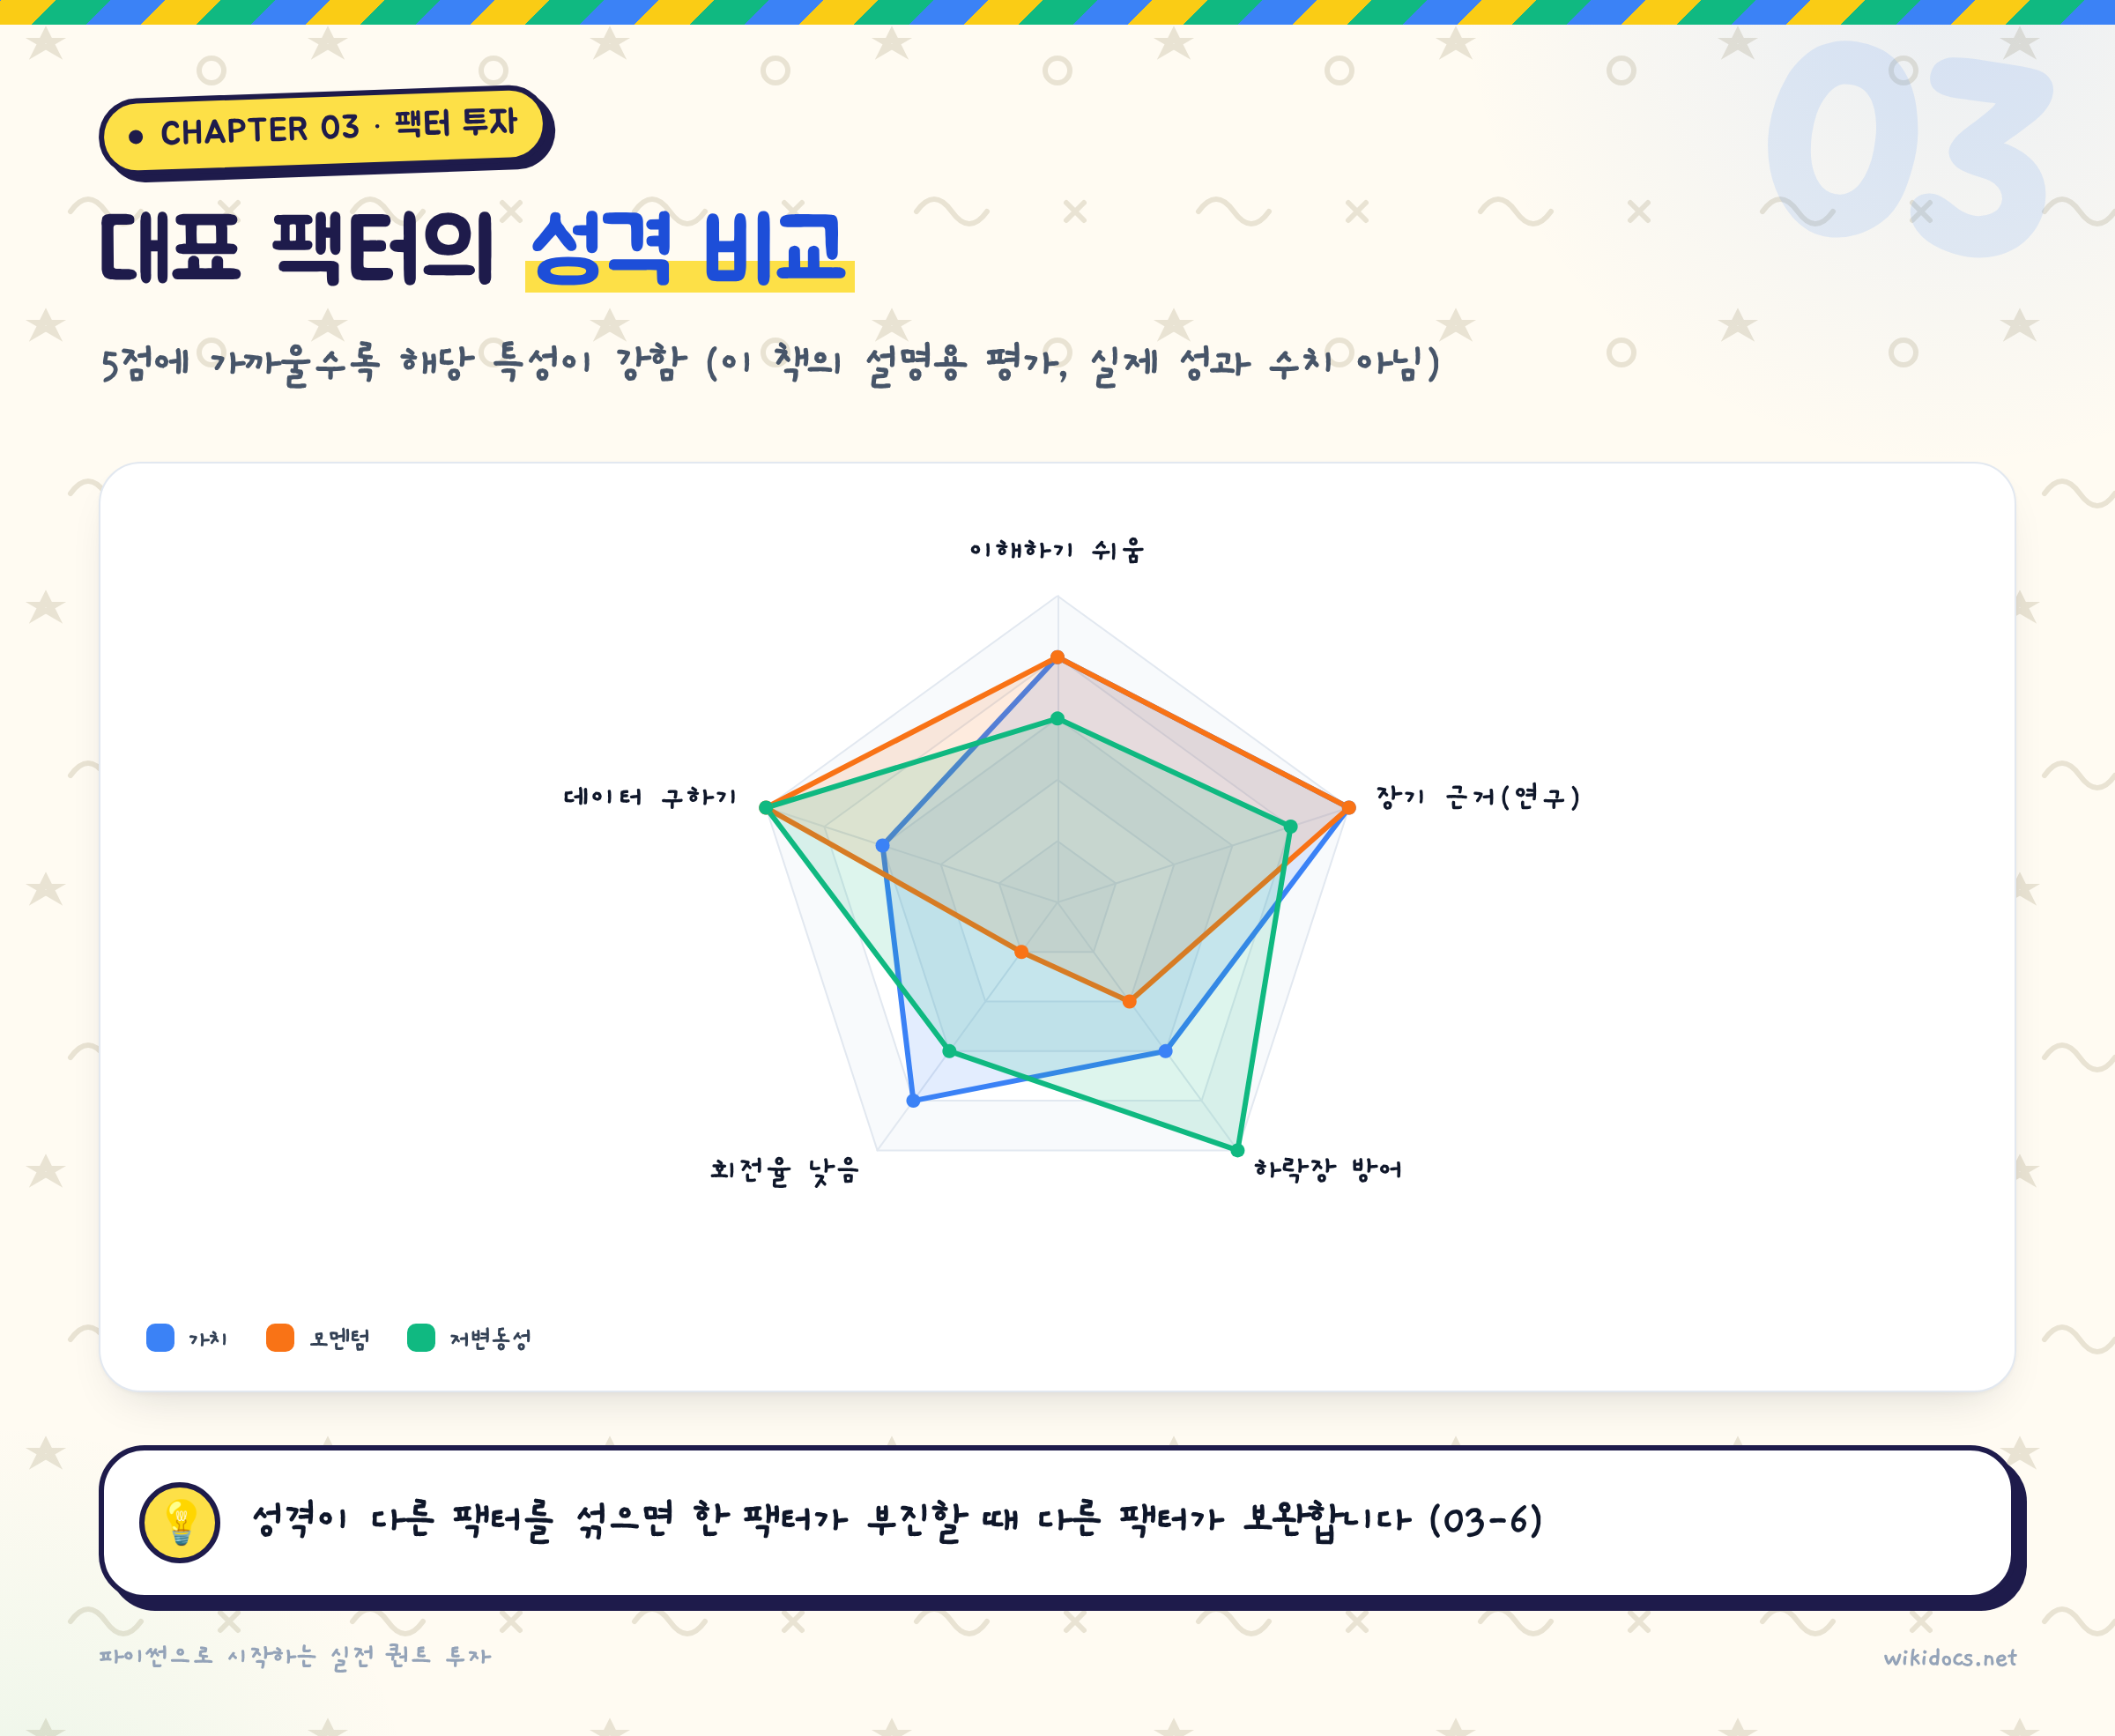 03
• CHAPTER 03 · 팩터 투자
대표 팩터의 성격 비교
5점에 가까울수록 해당 특성이 강함 (이 책의 설명용 평가, 실제 성과 수치 아님)
이해하기 쉬움
데이터 구하기
장기 근거(연구)
회전율 낮음
하락장 방어
가치
모멘텀
저변동성
성격이 다른 팩터를 섞으면 한 팩터가 부진할 때 다른 팩터가 보완합니다 (03-6)
파이썬으로 시작하는 실전 퀀트 투자
wikidocs.net